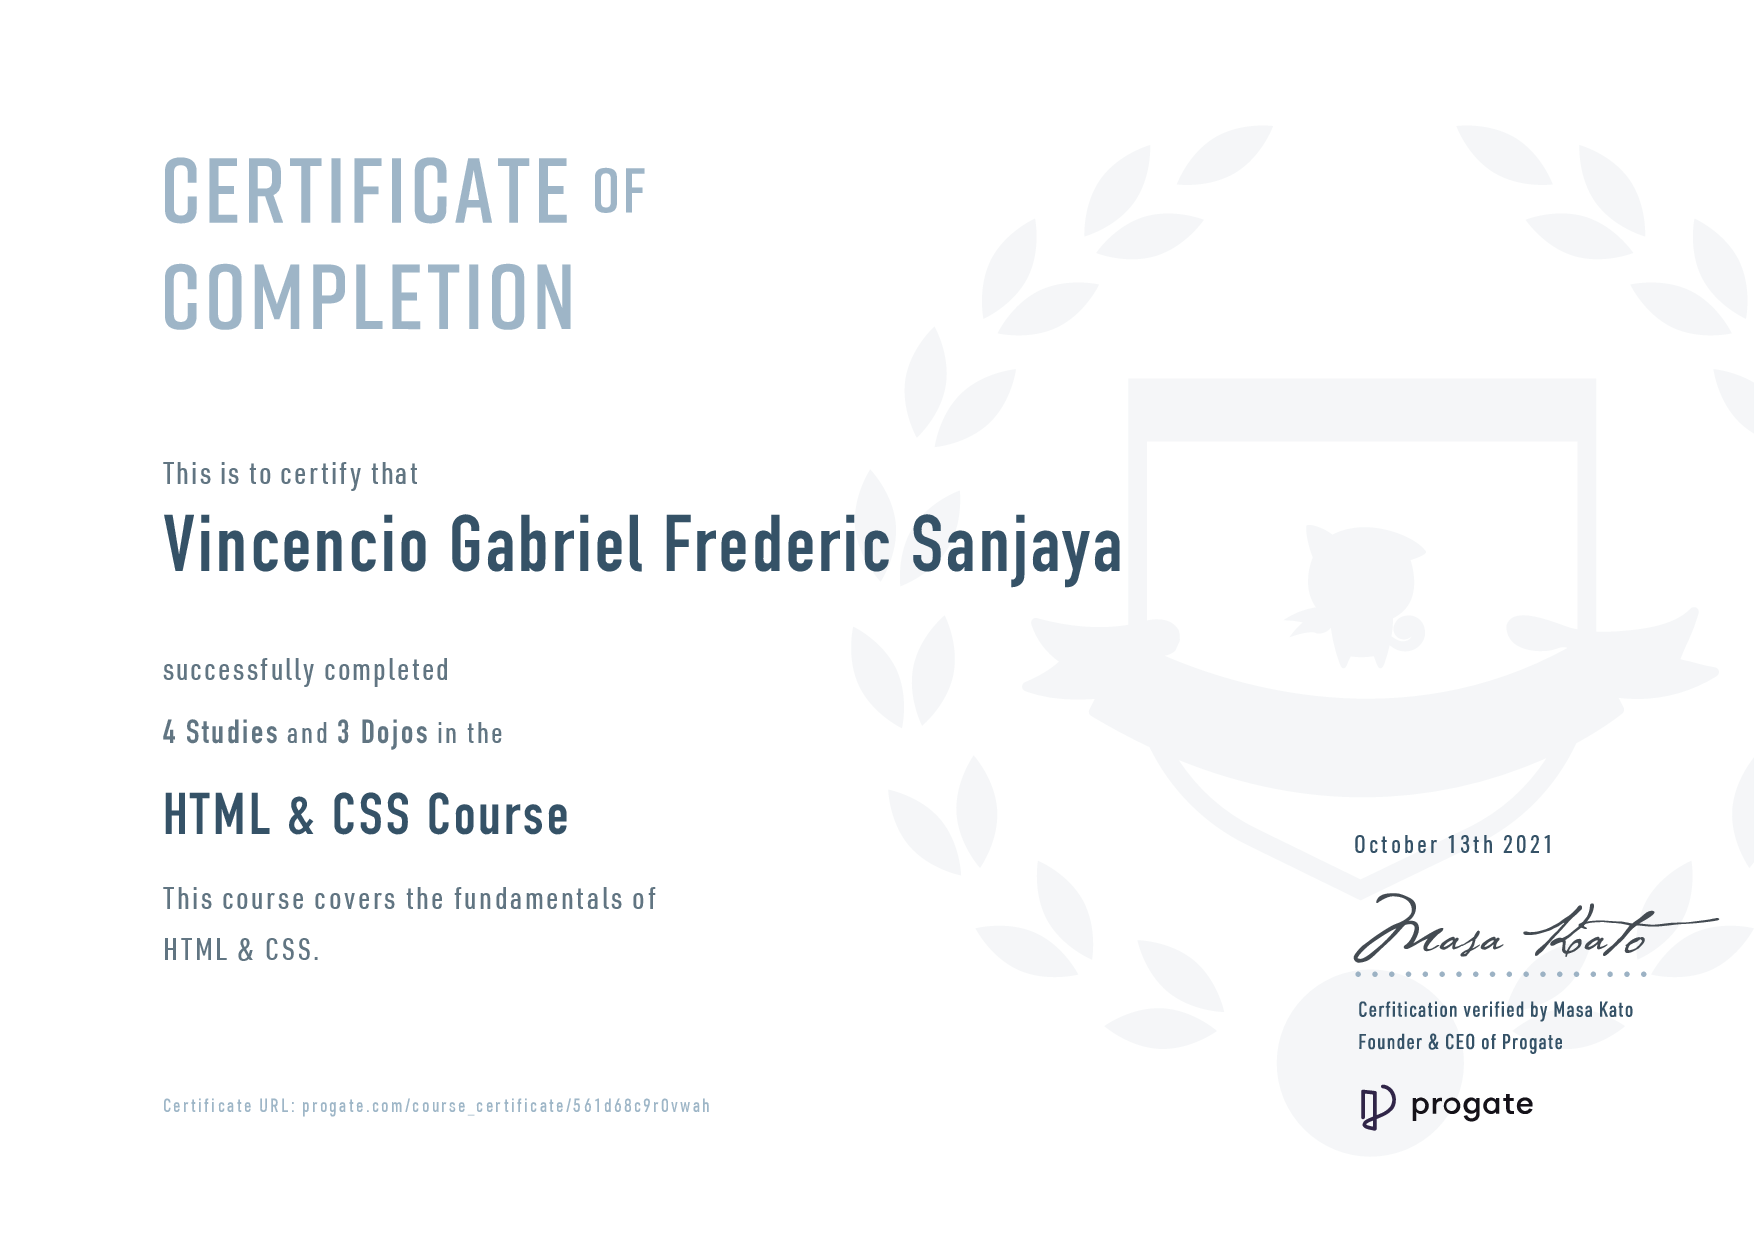 CERTIFICATE OF
COMPLETION
This is to certify that
Vincencio Gabriel Frederic Sanjaya
successfully completed
4 Studies and 3 Dojos in the
HTML & CSS Course
This course covers the fundamentals of
HTML & CSS.
October 13th 2021
Masa Kato
Cerfitication verified by Masa Kato
Founder & CEO of Progate
progate
Certificate URL: progate.com/course_certificate/561d68c9r0vwah